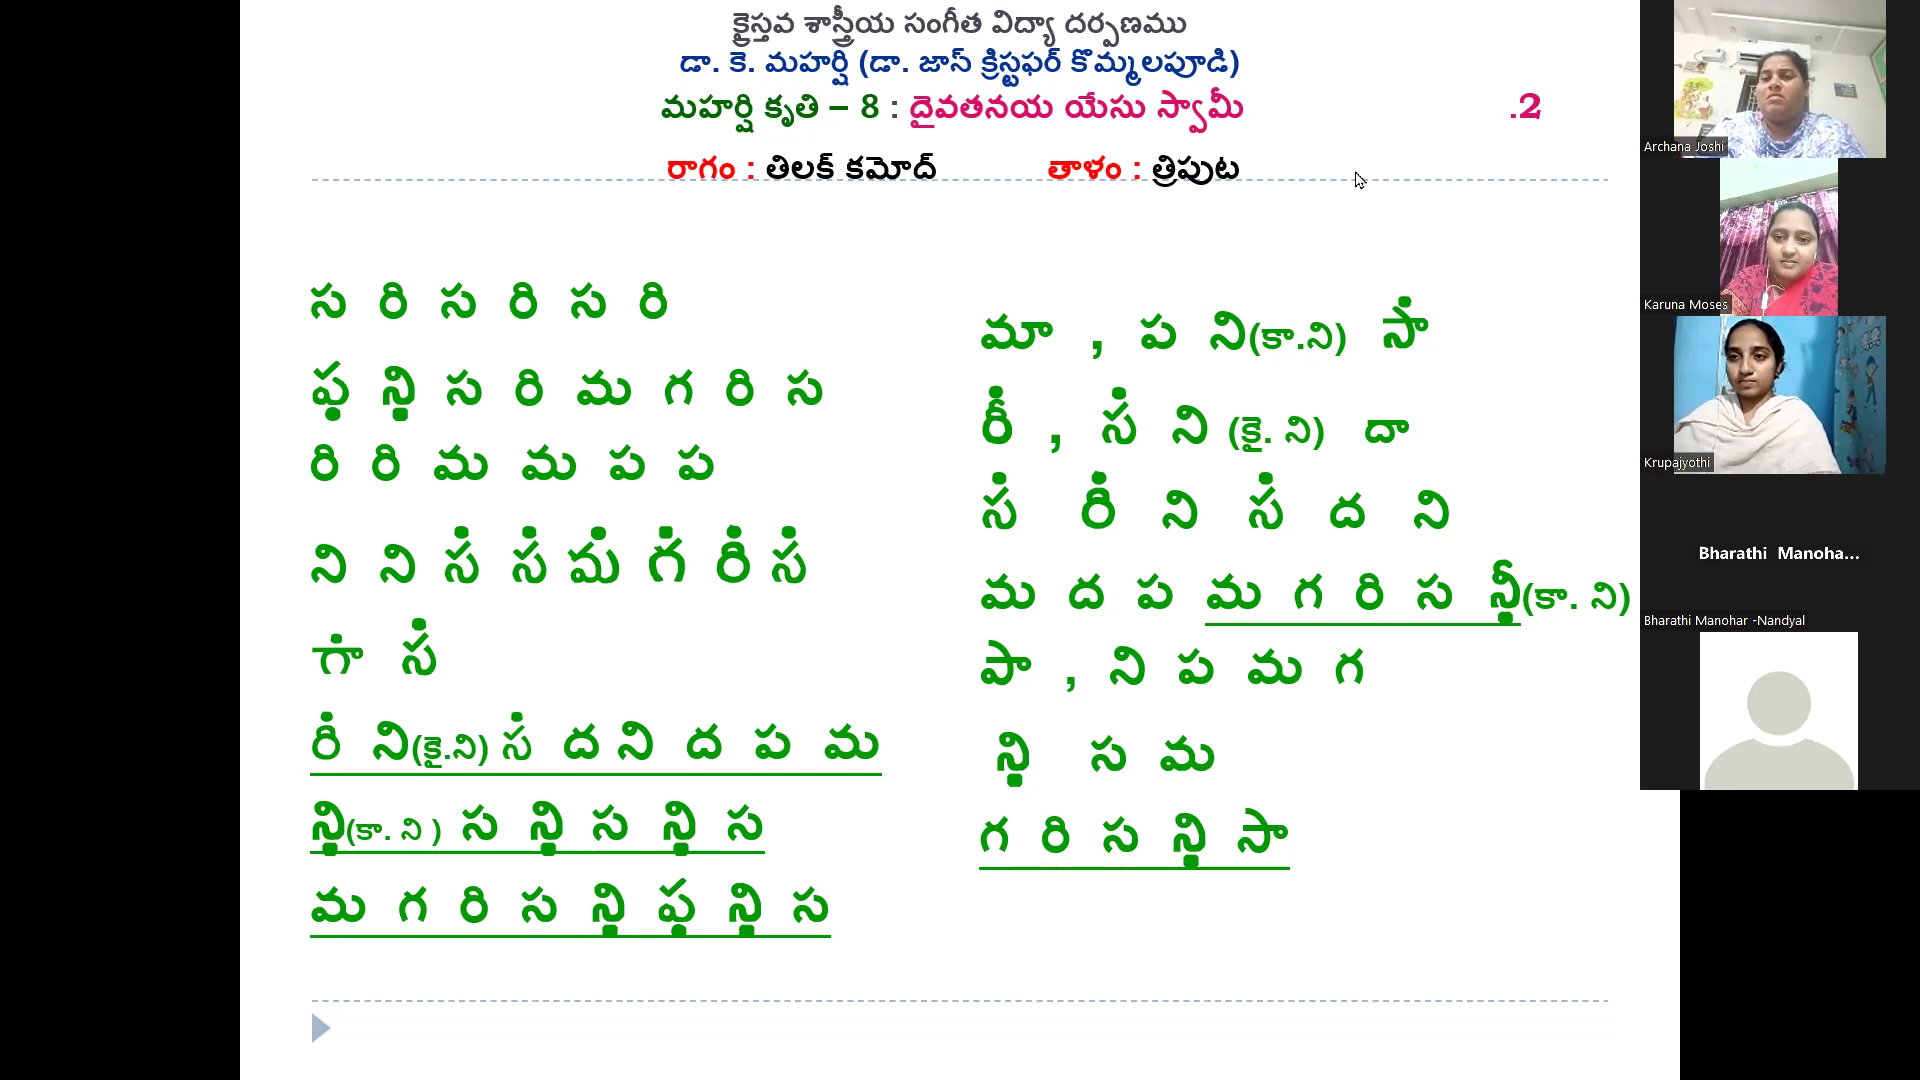 క్రైస్తవ శాస్త్రీయ సంగీత విద్యా దర్పణము
డా. కె. మహర్షి (డా. జాన్ క్రిస్టఫర్ కొమ్మలపూడి)
మహర్షి కృతి – 8 : దైవతనయ యేసు స్వామీ .2
రాగం : తిలక్ కమోద్ తాళం : త్రిపుట
స రి స రి స రి
ప̣ ని̣ స రి మ గ రి స
రి రి మ మ ప ప
ని ని స̇ స̇ మ̇ గ̇ రి̇ స̇
గా̇ స̇
రి̇ ని(కై.ని) స̇ ద ని ద ప మ
ని̣(కా. ని ) స ని̣ స ని̣ స
మ గ రి స ని̣ ప̣ ని̣ స
మా , ప ని(కా.ని) సా̇
రీ̇ , స̇ ని (కై. ని) దా
స̇ రి̇ ని స̇ ద ని
మ ద ప మ గ రి స నీ̣(కా. ని)
పా , ని ప మ గ
ని̣ స మ
గ రి స ని̣ సా
Archana Joshi
Karuna Moses
Krupajyothi
Bharathi Manoha...
Bharathi Manohar -Nandyal